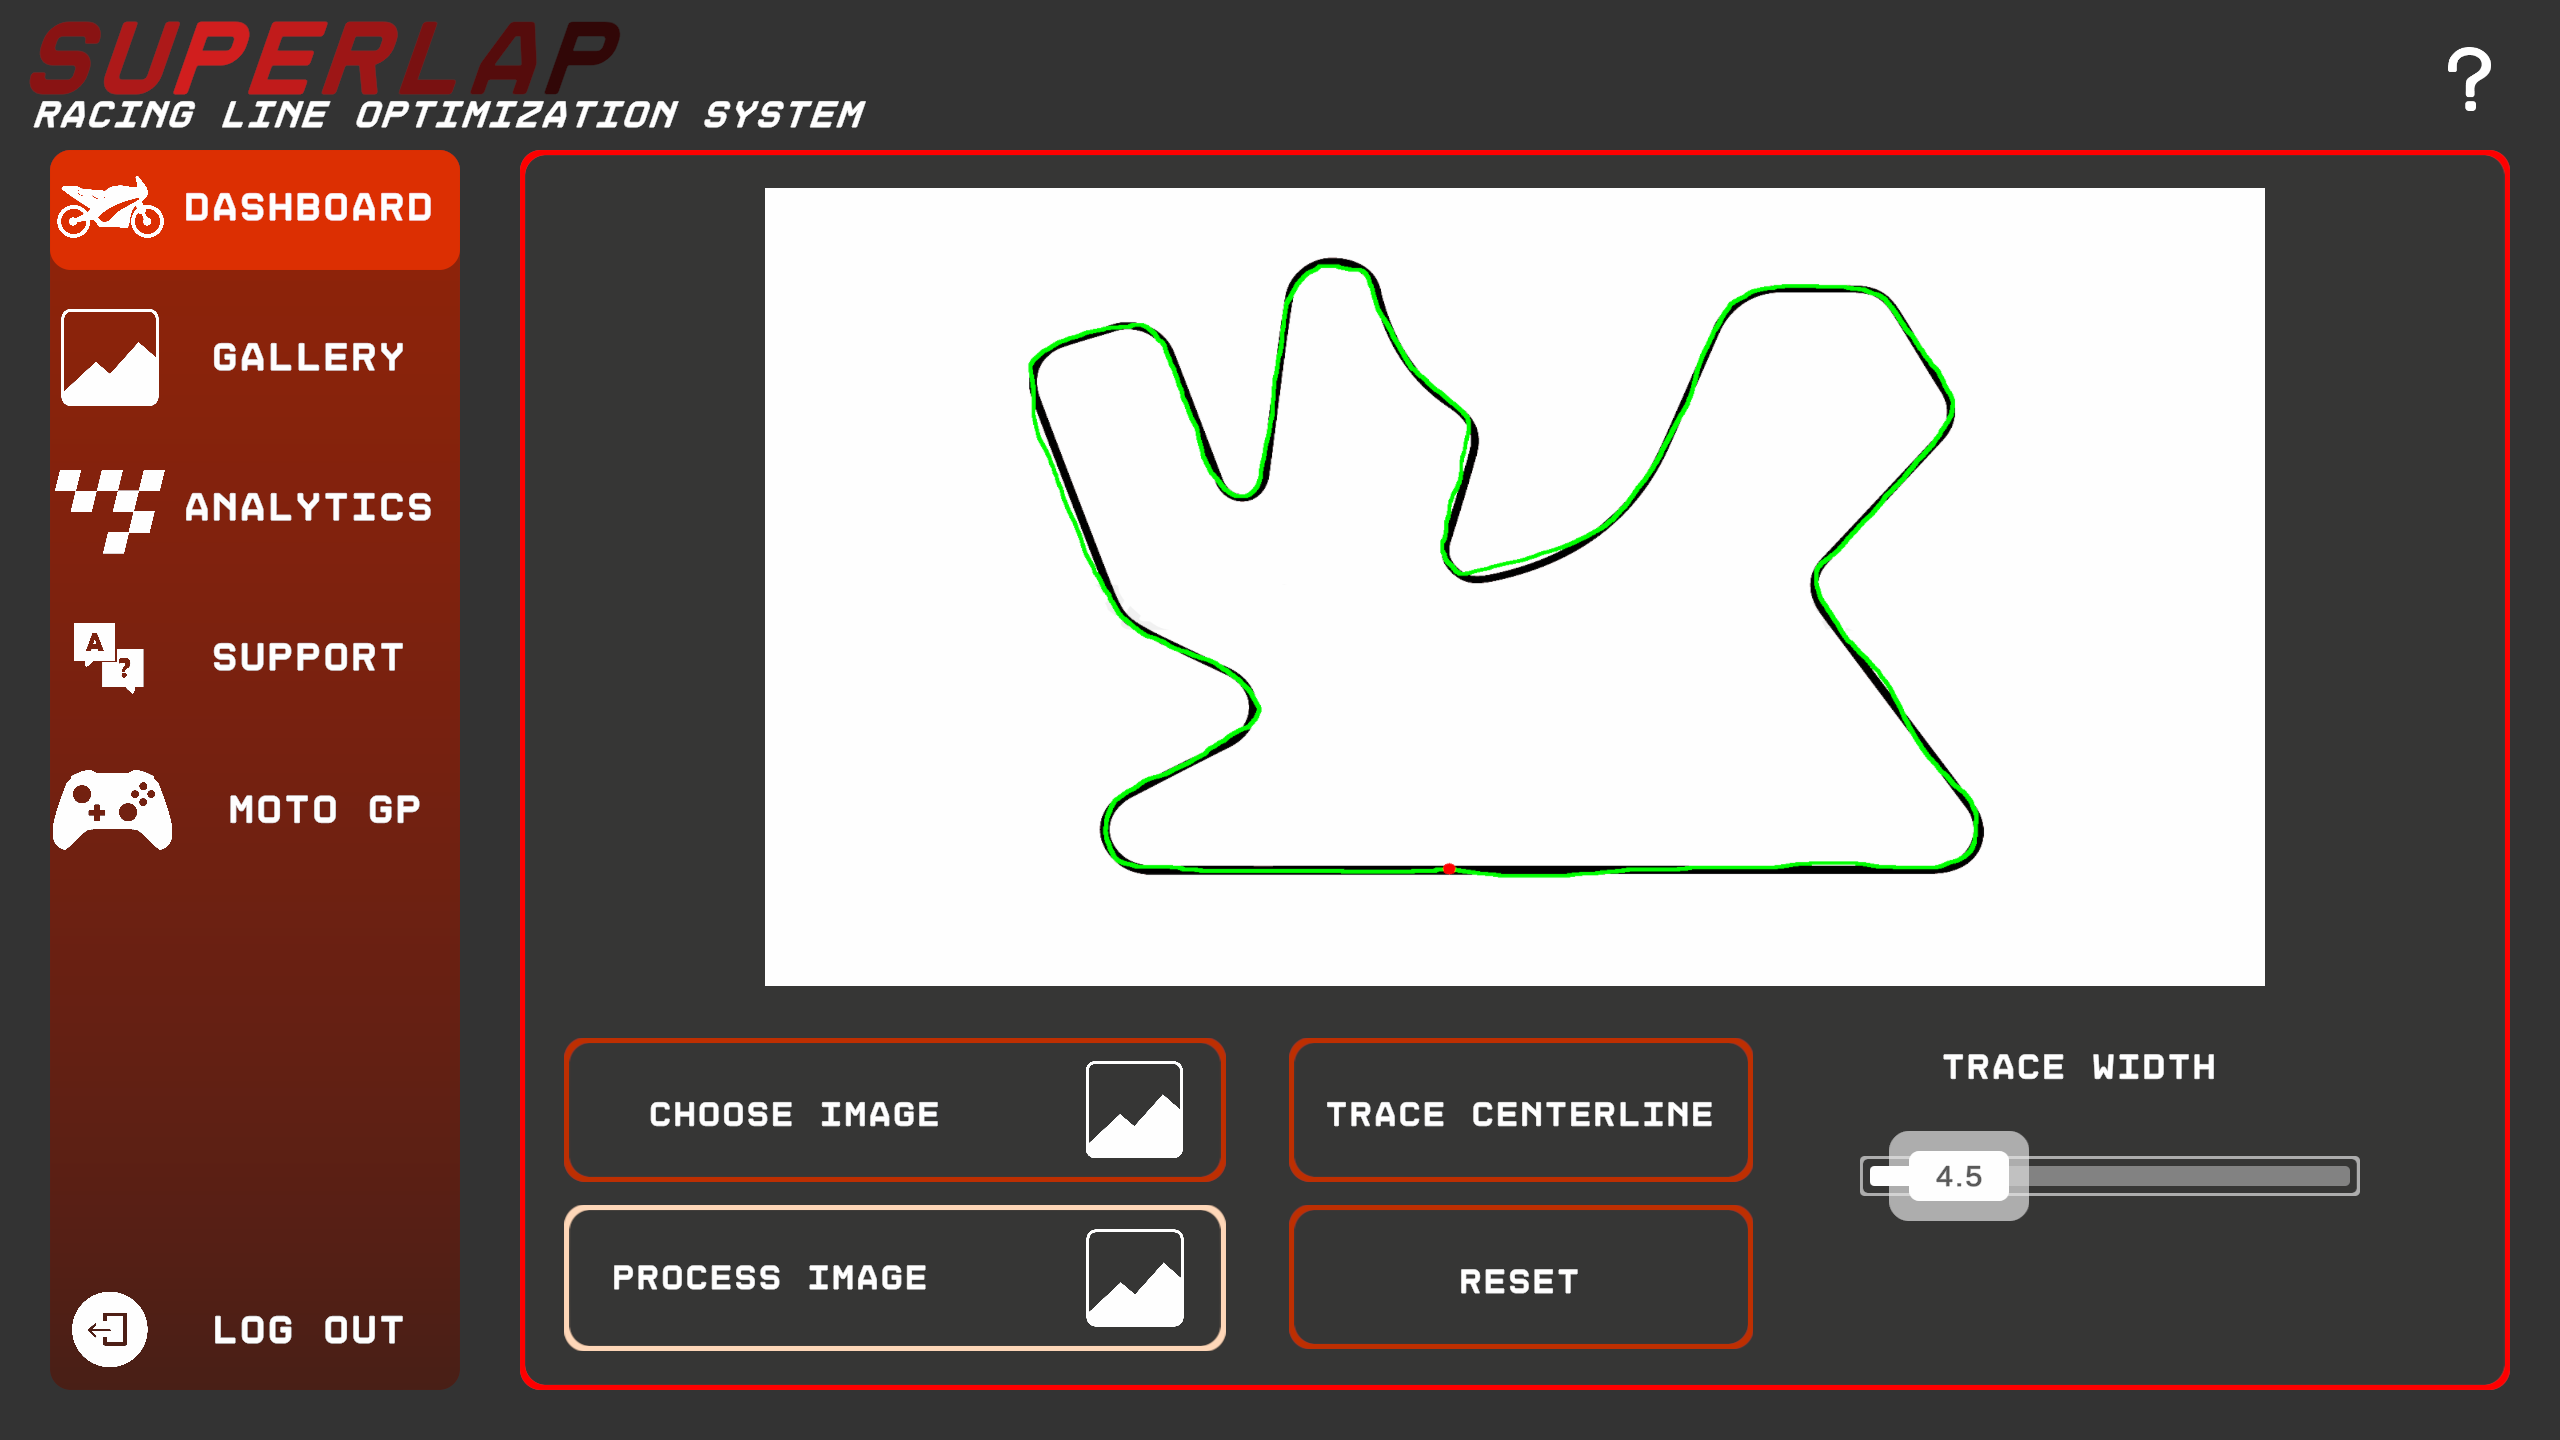 SUPERLAP
RACING LINE OPTIMIZATION SYSTEM
?
DASHBOARD
GALLERY
ANALYTICS
A
?
SUPPORT
MOTO GP
LOG OUT
CHOOSE IMAGE
TRACE CENTERLINE
TRACE WIDTH
4.5
PROCESS IMAGE
RESET